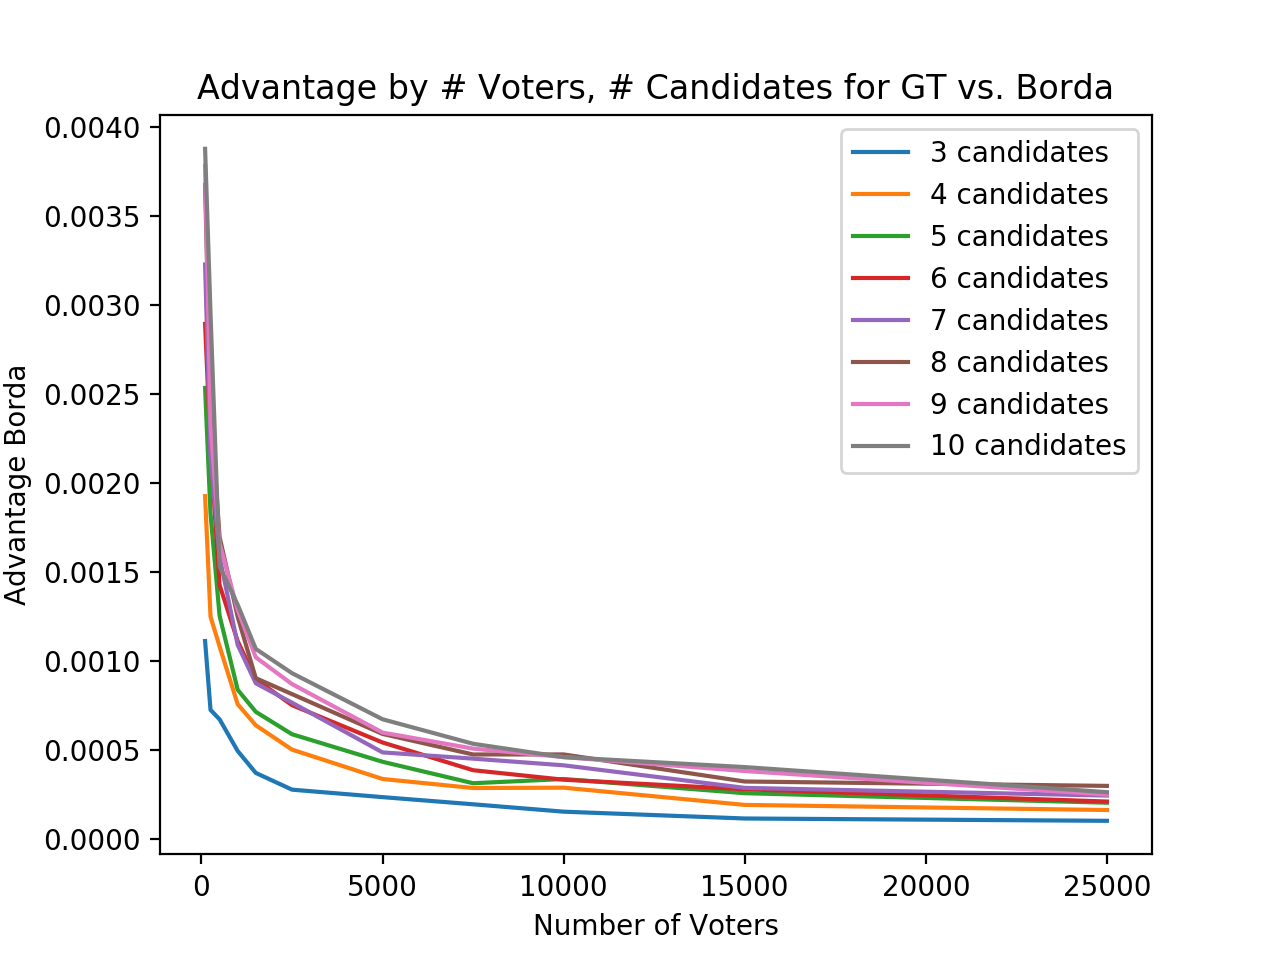 Advantage by # Voters, # Candidates for GT vs. Borda
0.0040
0.0035
0.0030
0.0025
0.0020
0.0015
0.0010
0.0005
0.0000
Advantage Borda
3 candidates
4 candidates
5 candidates
6 candidates
7 candidates
8 candidates
9 candidates
10 candidates
0 5000 10000 15000 20000 25000
Number of Voters